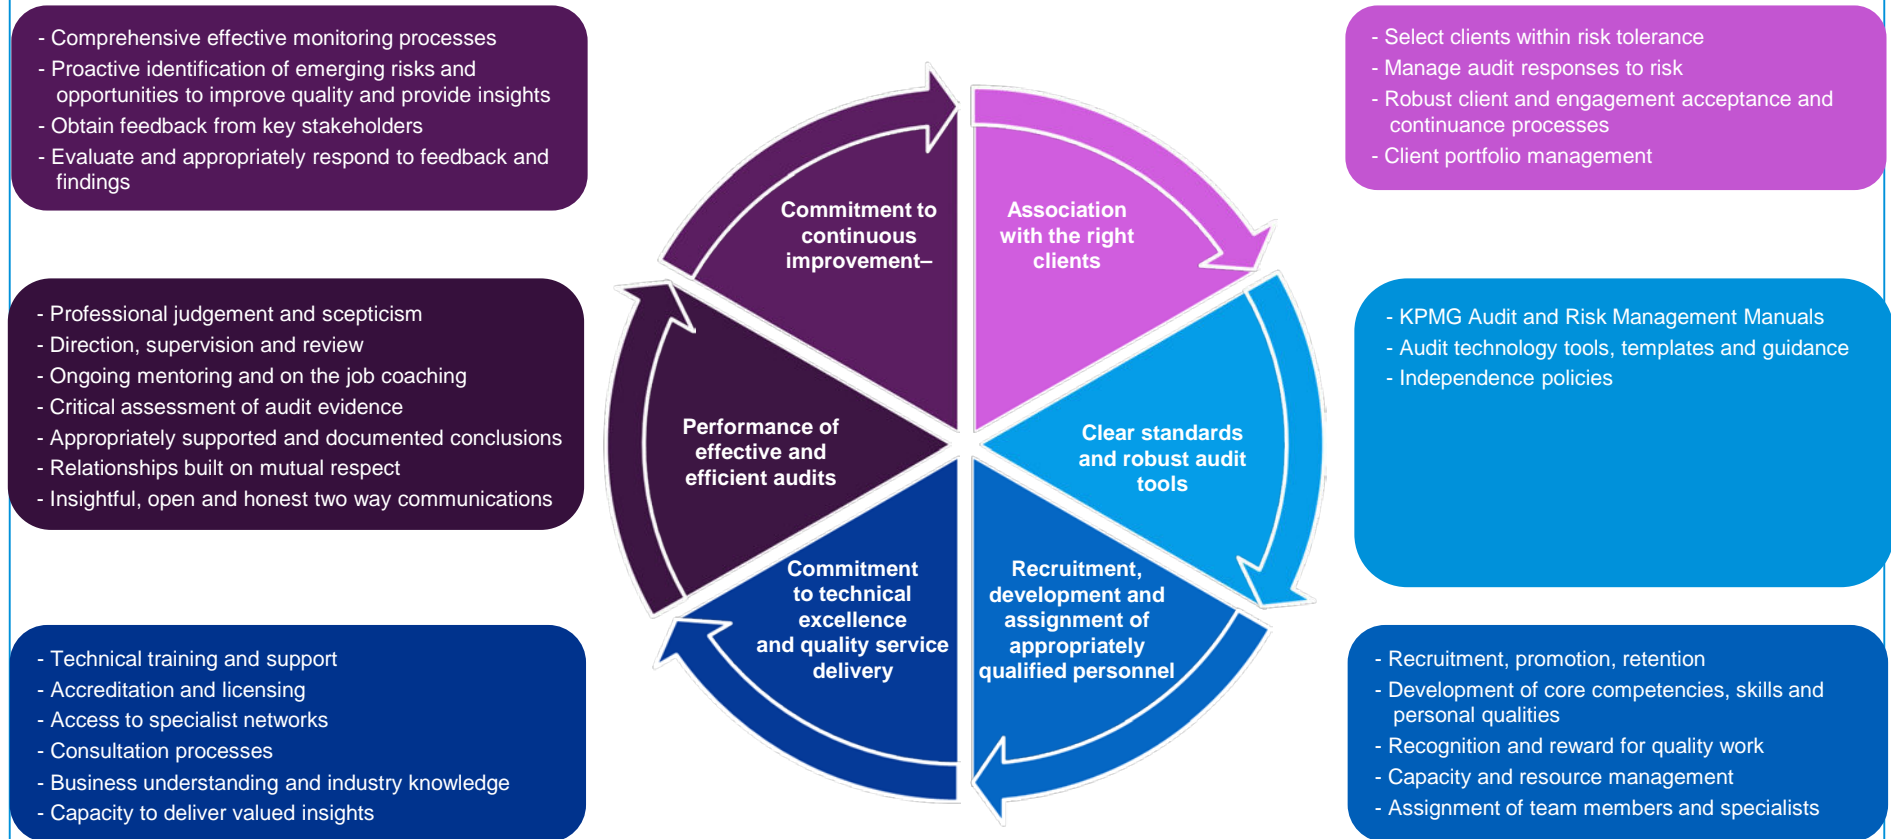 - Comprehensive effective monitoring processes
- Proactive identification of emerging risks and
opportunities to improve quality and provide insights
- Obtain feedback from key stakeholders
- Evaluate and appropriately respond to feedback and
findings
- Select clients within risk tolerance
- Manage audit responses to risk
- Robust client and engagement acceptance and
continuance processes
- Client portfolio management
Commitment to
continuous
improvement–
Association
with the right
clients
- Professional judgement and scepticism
- Direction, supervision and review
- Ongoing mentoring and on the job coaching
- Critical assessment of audit evidence
- Appropriately supported and documented conclusions
- Relationships built on mutual respect
- Insightful, open and honest two way communications
Performance of
effective and
efficient audits
Clear standards
and robust audit
tools
- KPMG Audit and Risk Management Manuals
- Audit technology tools, templates and guidance
- Independence policies
Commitment
to technical
excellence
and quality service
delivery
Recruitment,
development and
assignment of
appropriately
qualified personnel
- Technical training and support
- Accreditation and licensing
- Access to specialist networks
- Consultation processes
- Business understanding and industry knowledge
- Capacity to deliver valued insights
- Recruitment, promotion, retention
- Development of core competencies, skills and
personal qualities
- Recognition and reward for quality work
- Capacity and resource management
- Assignment of team members and specialists